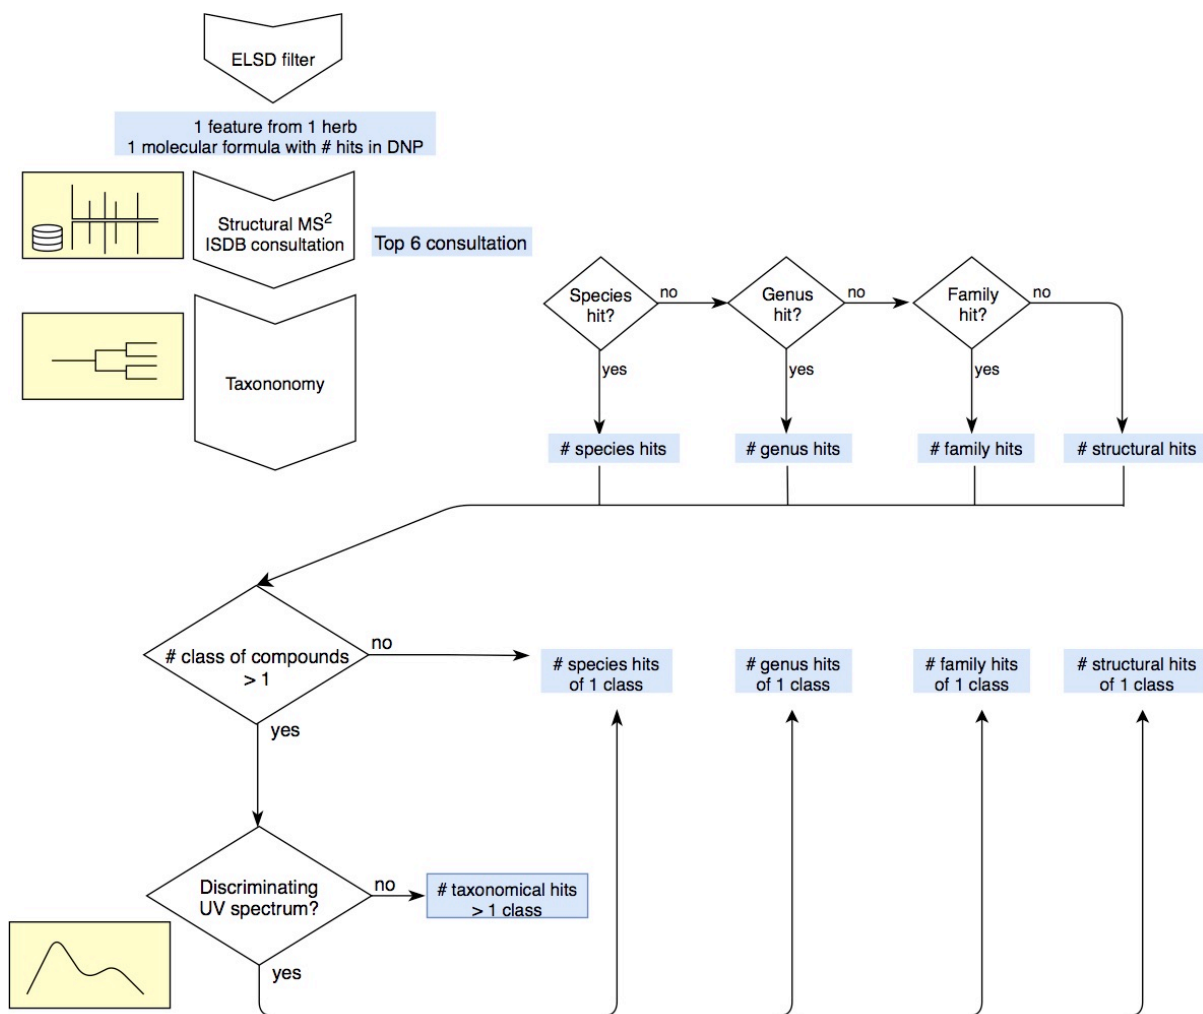 ELSD filter
1 feature from 1 herb
1 molecular formula with # hits in DNP
Structural MS2
ISDB consultation
Top 6 consultation
Species
hit?
no
Genus
hit?
no
Family
hit?
no
yes
yes
yes
Taxononomy
# species hits
# genus hits
# family hits
# structural hits
# class of compounds
> 1
no
# species hits
of 1 class
# genus hits
of 1 class
# family hits
of 1 class
# structural hits
of 1 class
yes
Discriminating
UV spectrum?
no
# taxonomical hits
> 1 class
yes